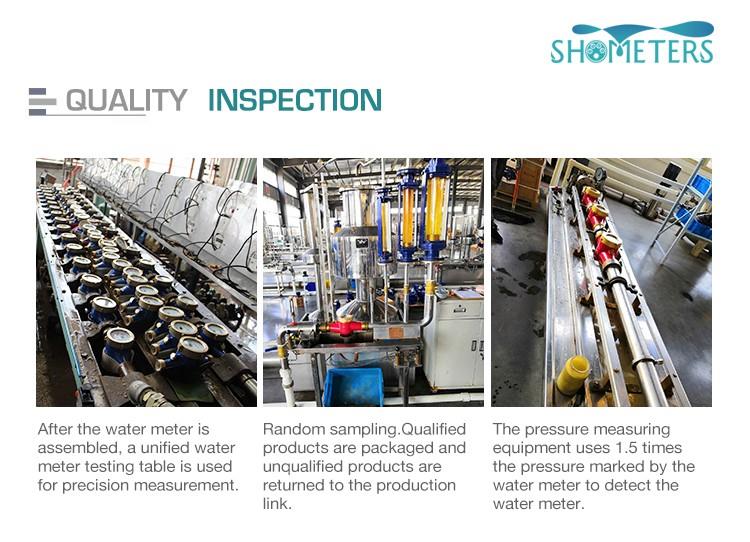 SHOMETERS
QUALITY INSPECTION
After the water meter is
assembled, a unified water
meter testing table is used
for precision measurement.
Random sampling.Qualified
products are packaged and
unqualified products are
returned to the production
link.
The pressure measuring
equipment uses 1.5 times
the pressure marked by the
water meter to detect the
water meter.